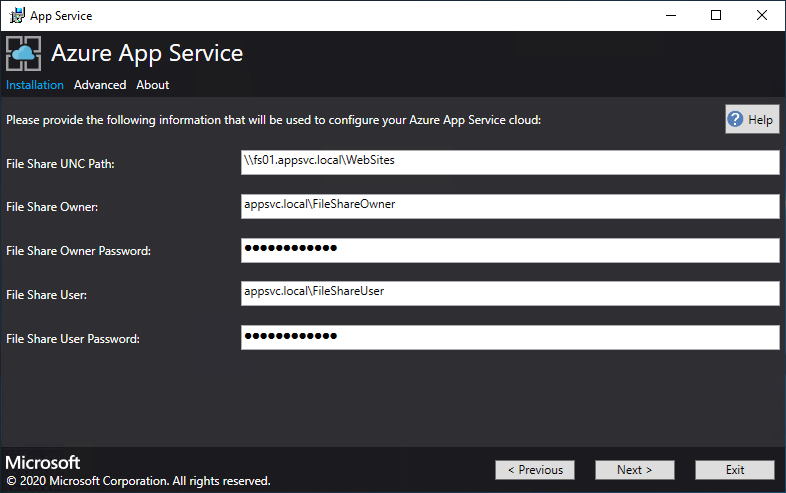 App Service
Azure App Service
Installation Advanced About
Please provide the following information that will be used to configure your Azure App Service cloud:
? Help
File Share UNC Path: \\fs01.appsvc.local\WebSites
File Share Owner: appsvc.local\FileShareOwner
File Share Owner Password: ●●●●●●●●●●●●
File Share User: appsvc.local\FileShareUser
File Share User Password: ●●●●●●●●●●●●
Microsoft
© 2020 Microsoft Corporation. All rights reserved.
< Previous Next > Exit